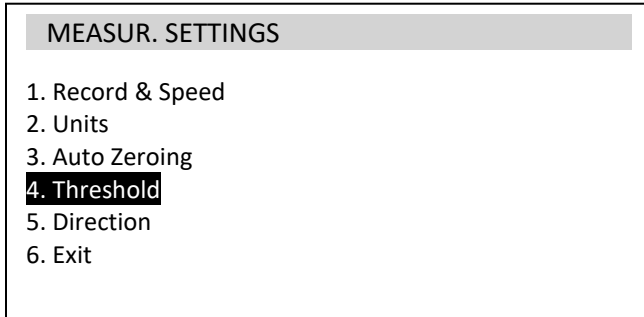 MEASUR. SETTINGS
1. Record & Speed
2. Units
3. Auto Zeroing
4. Threshold
5. Direction
6. Exit